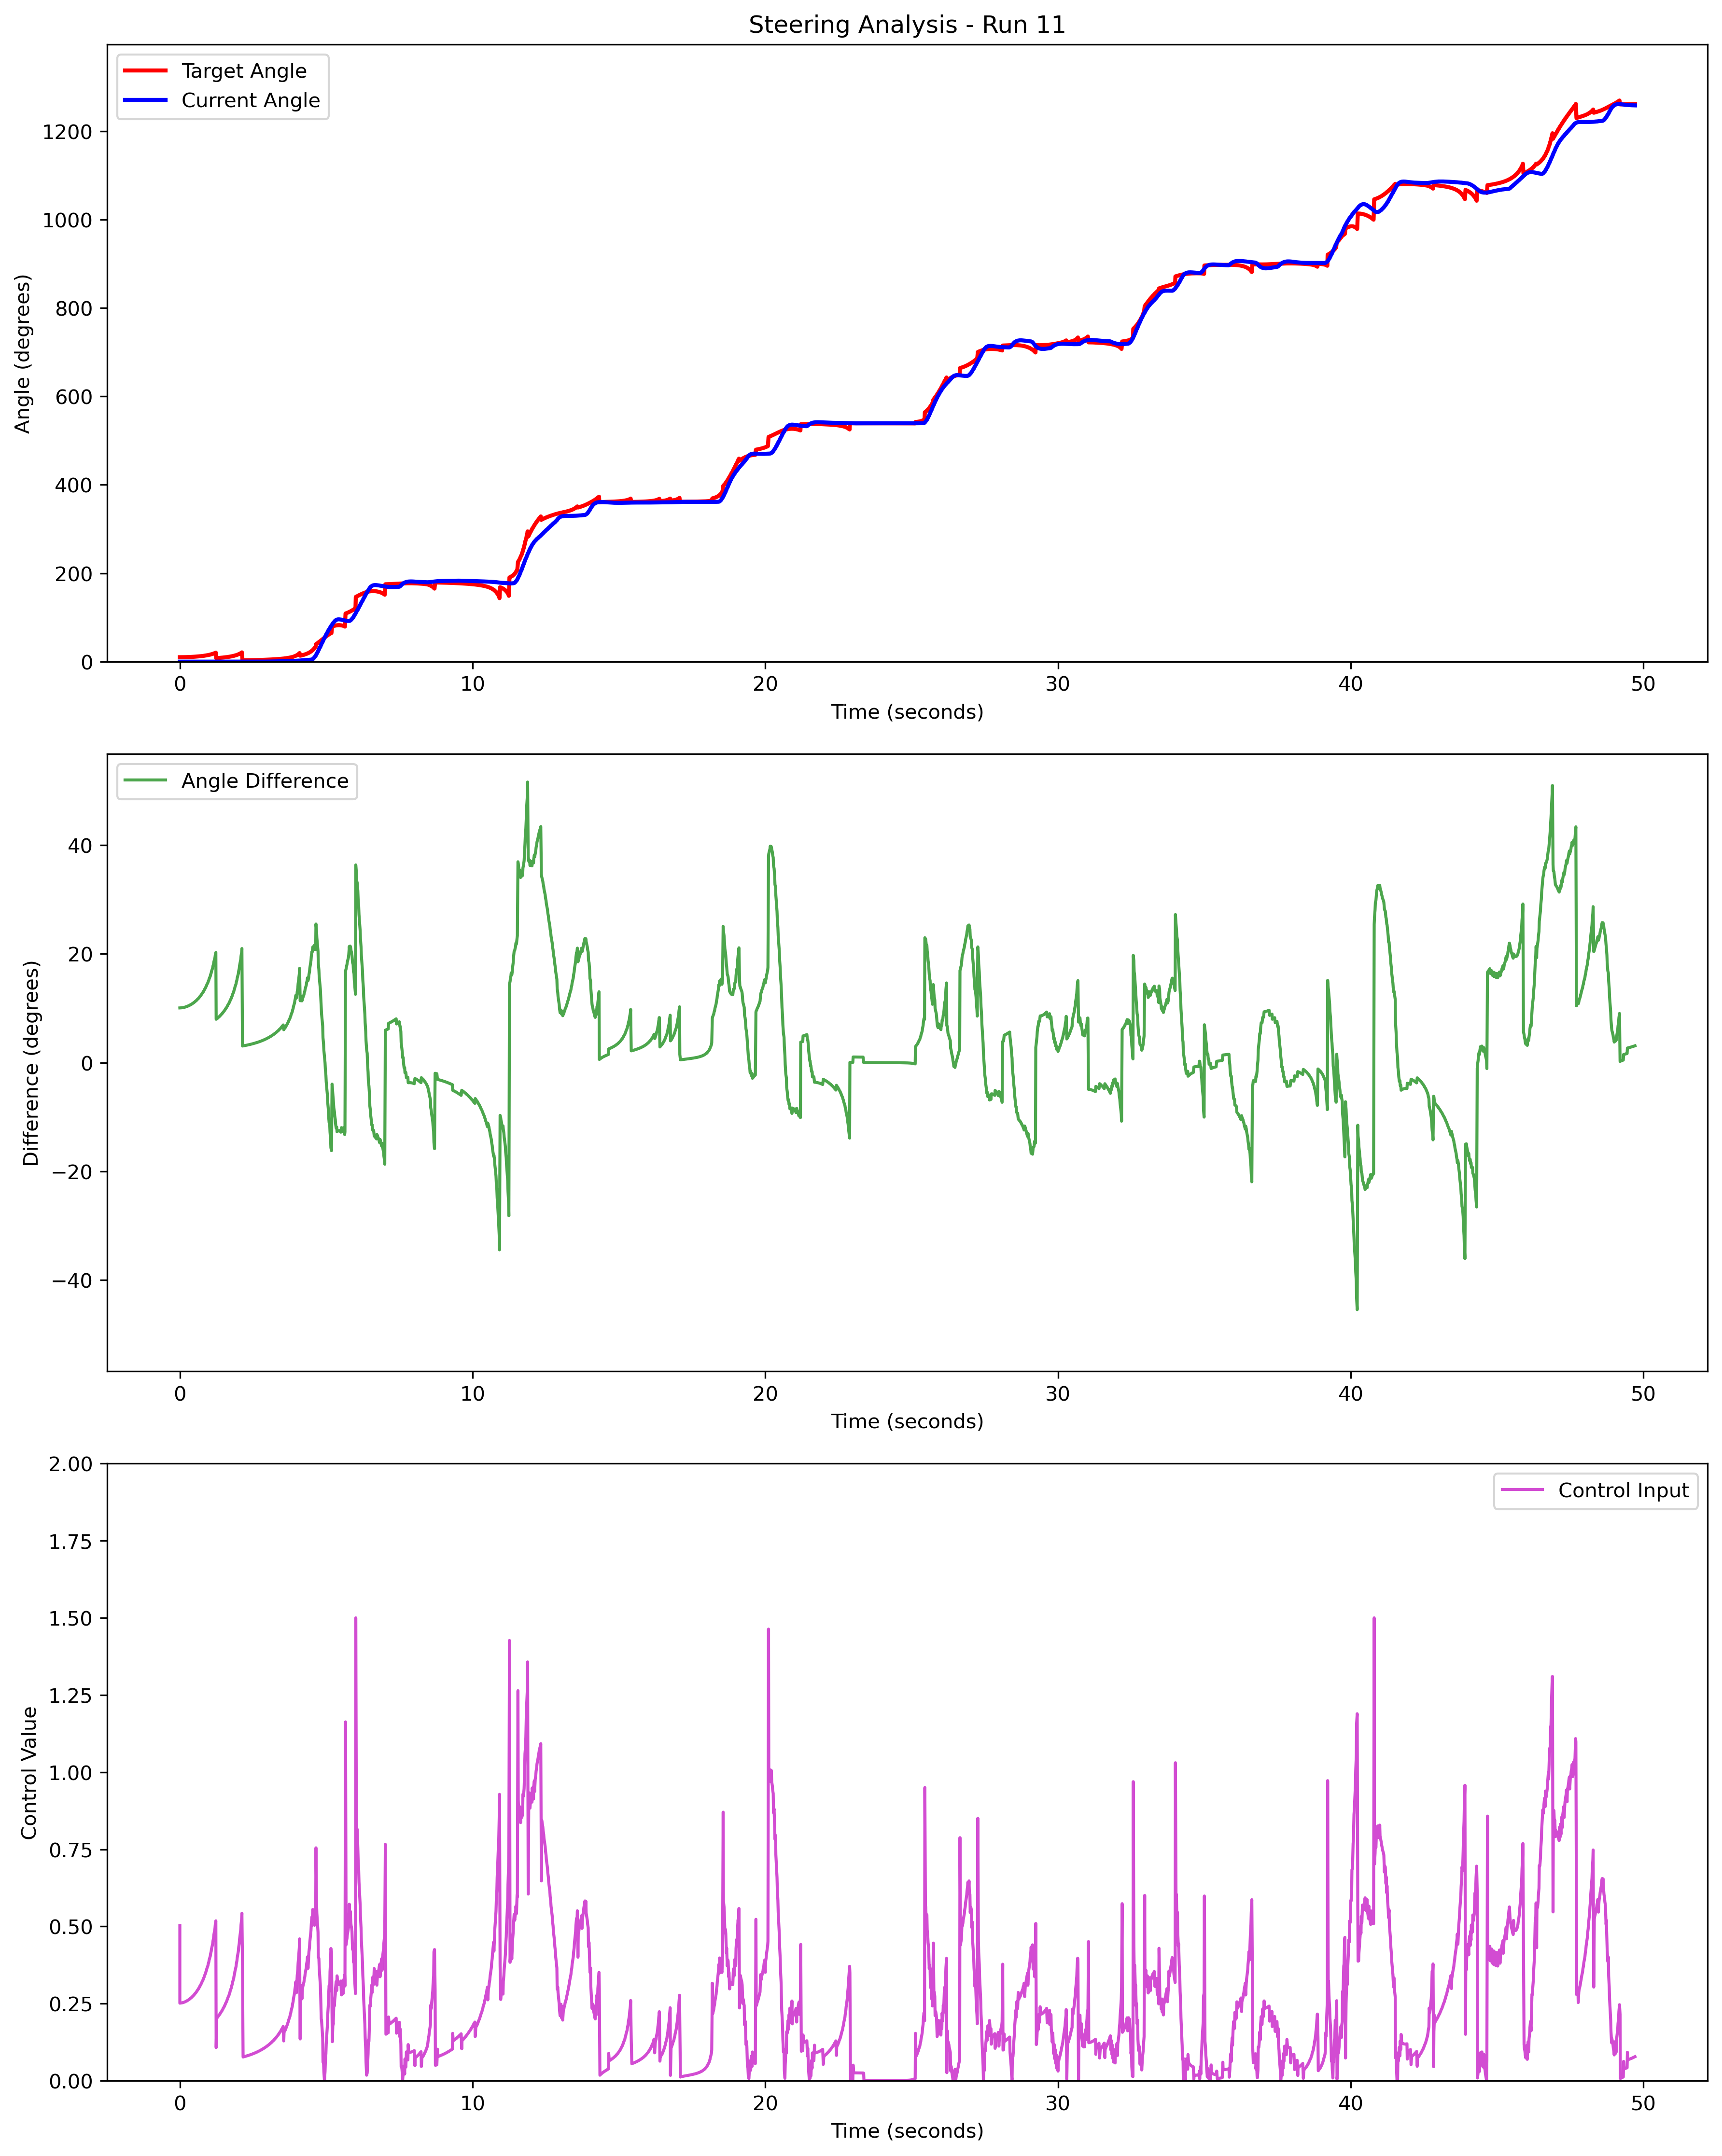 Steering Analysis - Run 11
Target Angle
Current Angle
Angle (degrees)
0
200
400
600
800
1000
1200
0 10 20 30 40 50
Time (seconds)
Angle Difference
Difference (degrees)
40
20
0
−20
−40
0 10 20 30 40 50
Time (seconds)
Control Input
Control Value
2.00
1.75
1.50
1.25
1.00
0.75
0.50
0.25
0.00
0 10 20 30 40 50
Time (seconds)